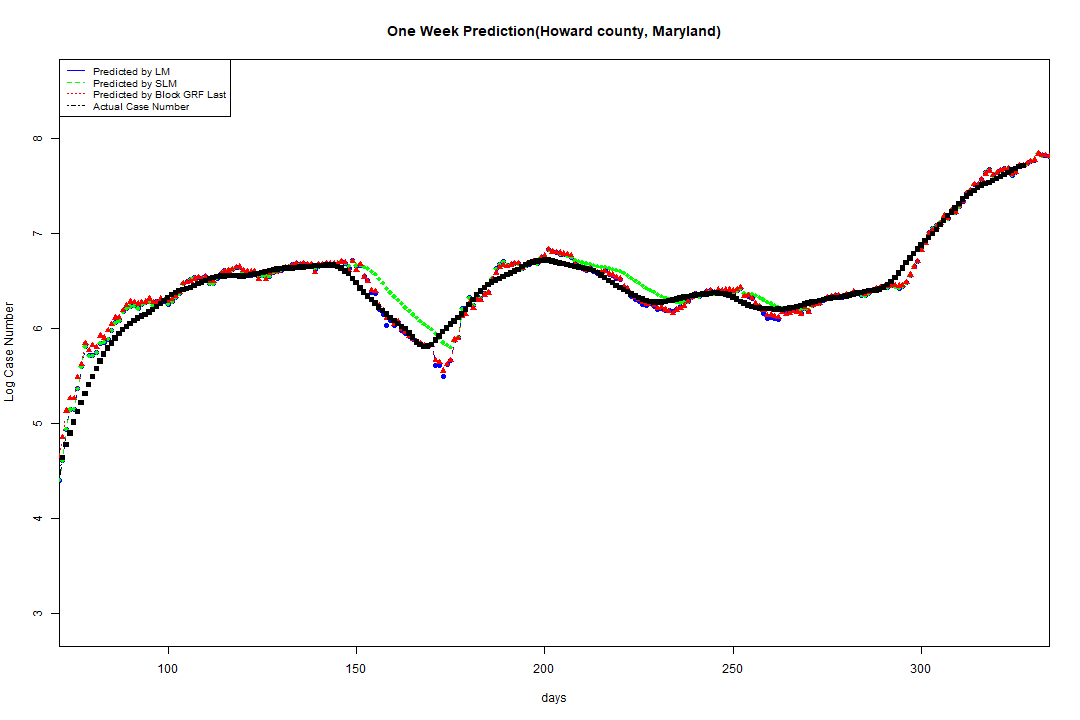 One Week Prediction(Howard county, Maryland)
Predicted by LM
Predicted by SLM
Predicted by Block GRF Last
Actual Case Number
8
7
6
5
4
3
Log Case Number
100 150 200 250 300
days